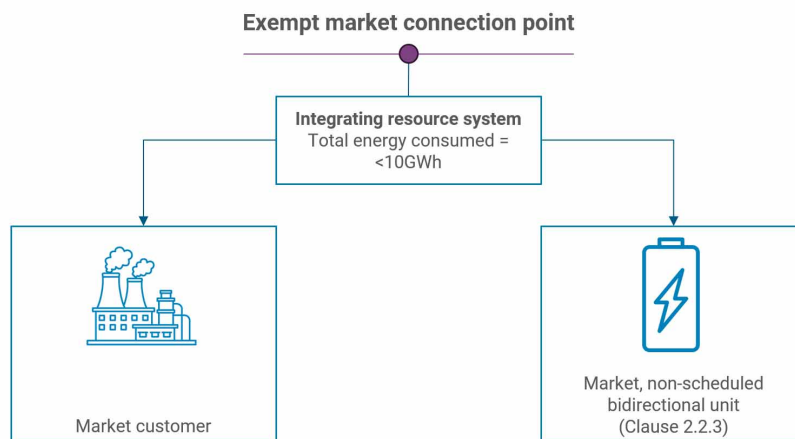 Exempt market connection point
Integrating resource system
Total energy consumed =
<10GWh
Market customer
Market, non-scheduled
bidirectional unit
(Clause 2.2.3)